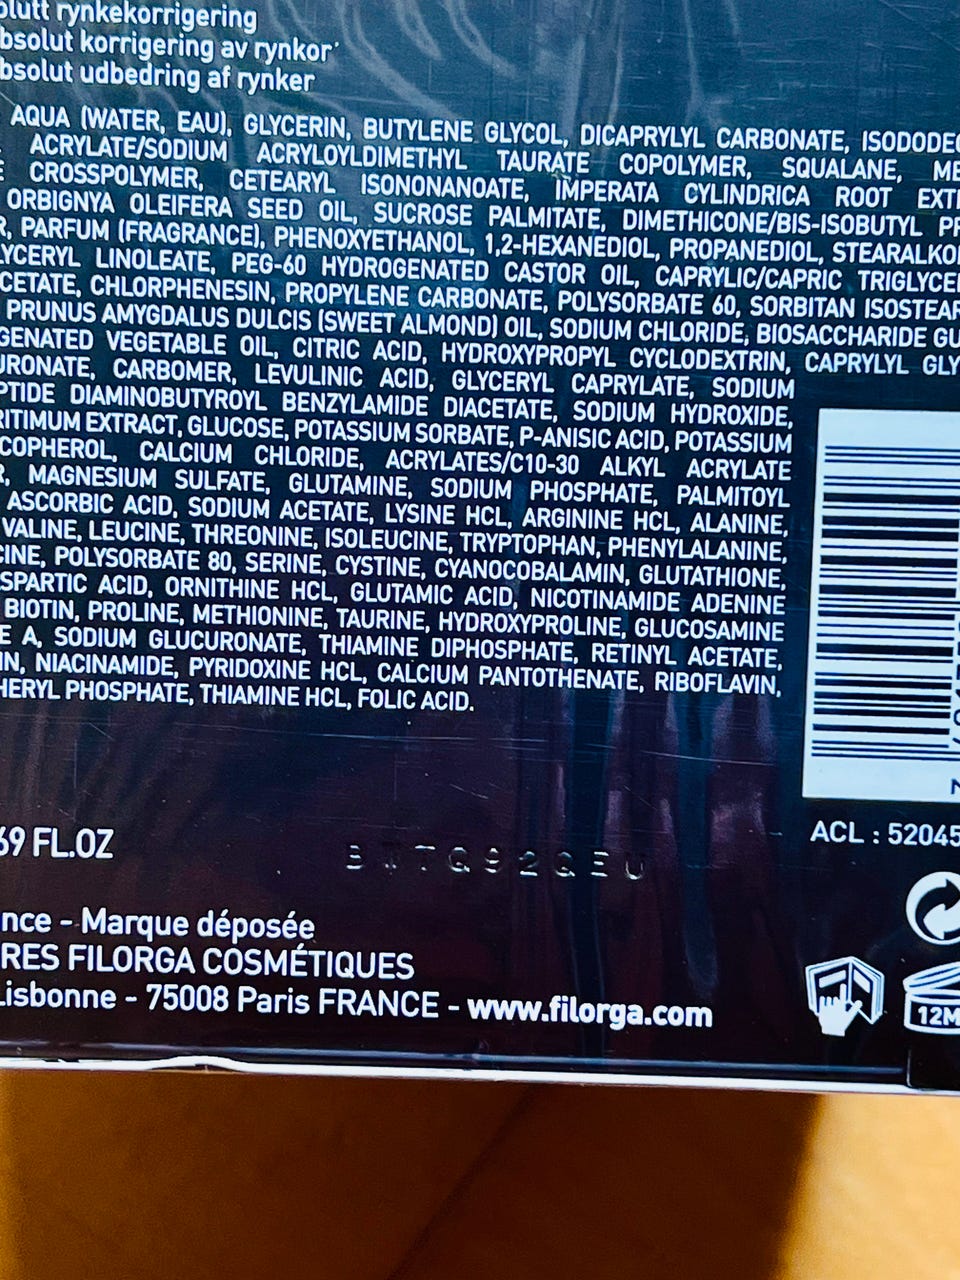 olutt rynkekorrigering
bsolut korrigering av rynkor*
bsolut udbedring af rynker
AQUA (WATER, EAU), GLYCERIN, BUTYLENE GLYCOL, DICAPRYLYL CARBONATE, ISODODEC
ACRYLATE/SODIUM ACRYLOYLDIMETHYL TAURATE COPOLYMER, SQUALANE, ME
E CROSSPOLYMER, CETEARYL ISONONANOATE, IMPERATA CYLINDRICA ROOT EXT
ORBIGNYA OLEIFERA SEED OIL, SUCROSE PALMITATE, DIMETHICONE/BIS-ISOBUTYL P
R, PARFUM (FRAGRANCE), PHENOXYETHANOL, 1,2-HEXANEDIOL, PROPANEDIOL, STEARALKO
LYCERYL LINOLEATE, PEG-60 HYDROGENATED CASTOR OIL, CAPRYLIC/CAPRIC TRIGLYCE
CETATE, CHLORPHENESIN, PROPYLENE CARBONATE, POLYSORBATE 60, SORBITAN ISOSTEAR
PRUNUS AMYGDALUS DULCIS (SWEET ALMOND) OIL, SODIUM CHLORIDE, BIOSACCHARIDE GU
GENATED VEGETABLE OIL, CITRIC ACID, HYDROXYPROPYL CYCLODEXTRIN, CAPRYLYL GLY
URONATE, CARBOMER, LEVULINIC ACID, GLYCERYL CAPRYLATE, SODIUM
PTIDE DIAMINOBUTYROYL BENZYLAMIDE DIACETATE, SODIUM HYDROXIDE,
RITIMUM EXTRACT, GLUCOSE, POTASSIUM SORBATE, P-ANISIC ACID, POTASSIUM
COPHEROL, CALCIUM CHLORIDE, ACRYLATES/C10-30 ALKYL ACRYLATE
R, MAGNESIUM SULFATE, GLUTAMINE, SODIUM PHOSPHATE, PALMITOYL
ASCORBIC ACID, SODIUM ACETATE, LYSINE HCL, ARGININE HCL, ALANINE,
VALINE, LEUCINE, THREONINE, ISOLEUCINE, TRYPTOPHAN, PHENYLALANINE,
CINE, POLYSORBATE 80, SERINE, CYSTINE, CYANOCOBALAMIN, GLUTATHIONE,
SPARTIC ACID, ORNITHINE HCL, GLUTAMIC ACID, NICOTINAMIDE ADENINE
BIOTIN, PROLINE, METHIONINE, TAURINE, HYDROXYPROLINE, GLUCOSAMINE
E A, SODIUM GLUCURONATE, THIAMINE DIPHOSPHATE, RETINYL ACETATE,
IN, NIACINAMIDE, PYRIDOXINE HCL, CALCIUM PANTOTHENATE, RIBOFLAVIN,
HERYL PHOSPHATE, THIAMINE HCL, FOLIC ACID.
ACL : 52045
69 FL.OZ
nce - Marque déposée
RES FILORGA COSMÉTIQUES
Lisbonne - 75008 Paris FRANCE - www.filorga.com
12M